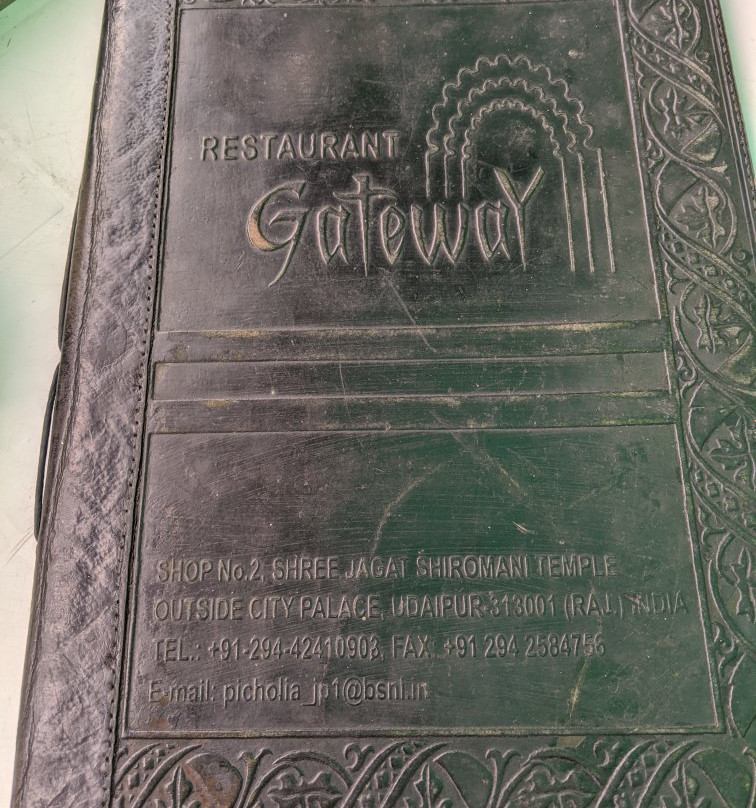 RESTAURANT
GatewaY
SHOP No.2, SHREE JAGAT SHIROMANI TEMPLE
OUTSIDE CITY PALACE, UDAIPUR-313001 (RAJ.) INDIA
TEL.: +91-294-42410903, FAX.: +91 294 2584756
E-mail: picholia_jp1@bsnl.in